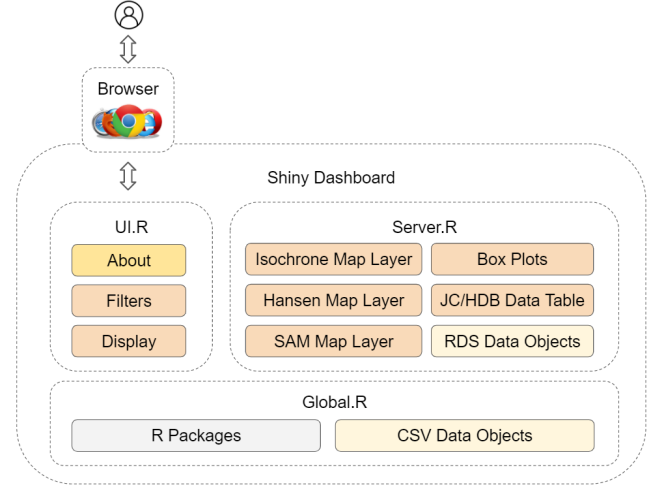 Browser
Shiny Dashboard
UI.R
About
Filters
Display
Server.R
Isochrone Map Layer
Box Plots
Hansen Map Layer
JC/HDB Data Table
SAM Map Layer
RDS Data Objects
Global.R
R Packages
CSV Data Objects